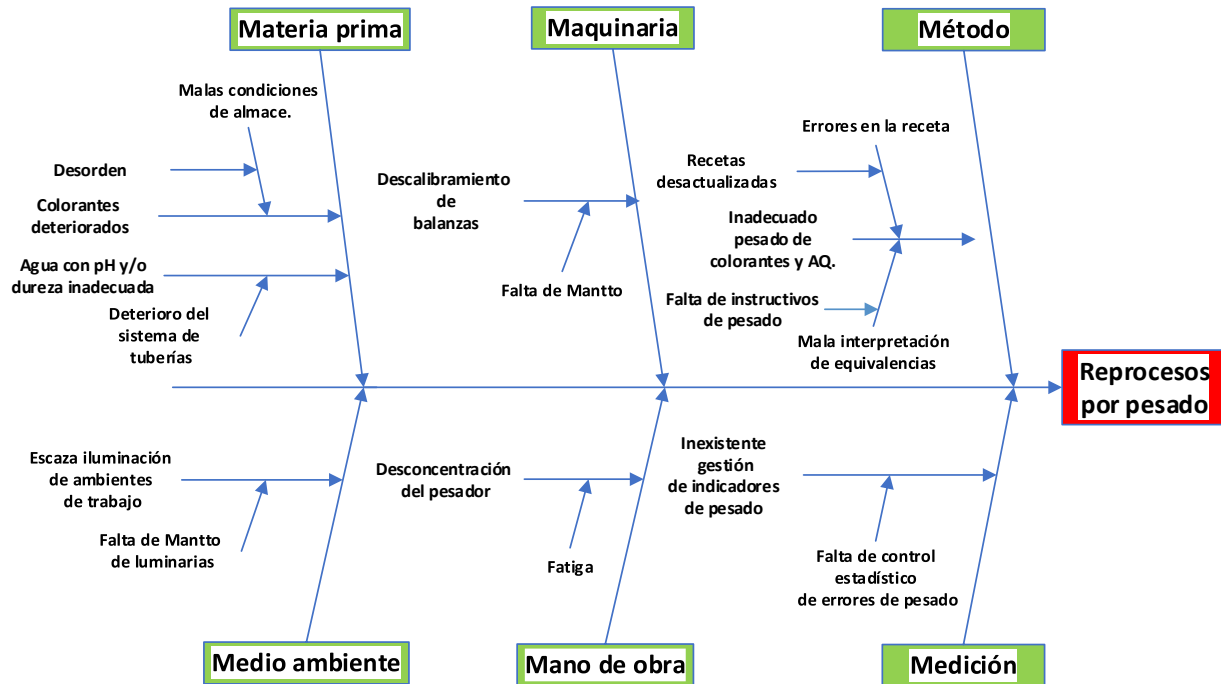 Materia prima
Maquinaria
Método
Malas condiciones
de almace.
Desorden
Colorantes
deteriorados
Agua con pH y/o
dureza inadecuada
Deterioro del
sistema de
tuberías
Descalibramiento
de
balanzas
Falta de Mantto
Errores en la receta
Recetas
desactualizadas
Inadecuado
pesado de
colorantes y AQ.
Falta de instructivos
de pesado
Mala interpretación
de equivalencias
Reprocesos
por pesado
Escaza iluminación
de ambientes
de trabajo
Falta de Mantto
de luminarias
Desconcentración
del pesador
Fatiga
Inexistente
gestión
de indicadores
de pesado
Falta de control
estadístico
de errores de pesado
Medio ambiente
Mano de obra
Medición